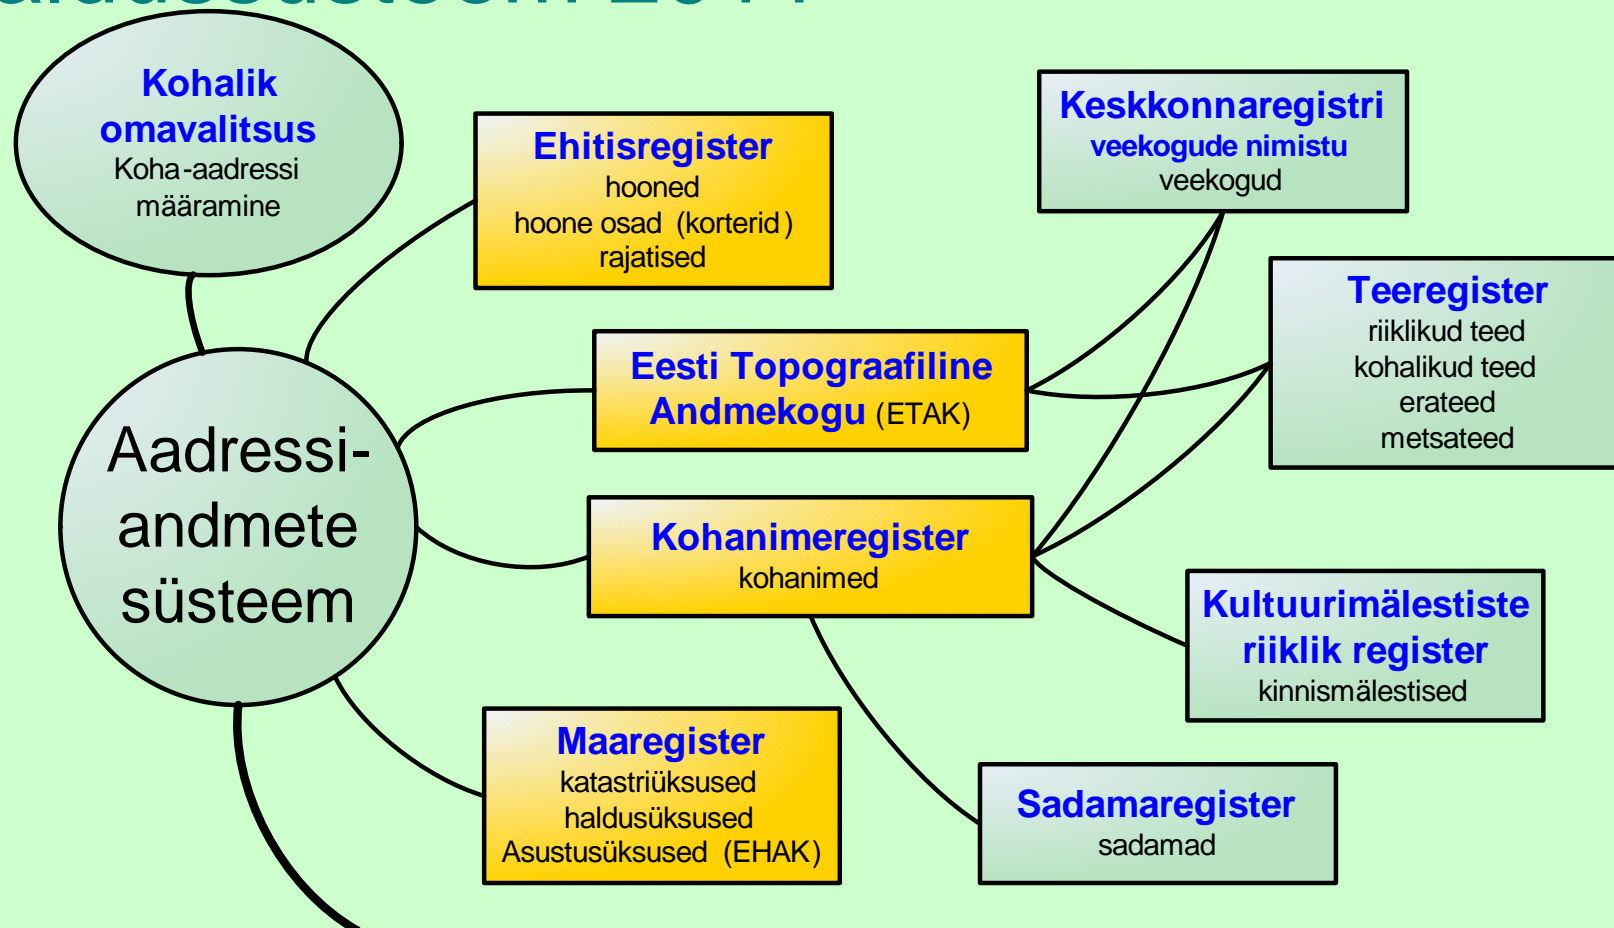 Kohalik
omavalitsus
Koha-aadressi
määramine
Ehitisregister
hooned
hoone osad (korterid)
rajatised
Keskkonnaregistri
veekogude nimistu
veekogud
Teeregister
riiklikud teed
kohalikud teed
erateed
metsateed
Eesti Topograafiline
Andmekogu (ETAK)
Aadressi-
andmete
süsteem
Kohanimeregister
kohanimed
Kultuurimälestiste
riiklik register
kinnismälestised
Maaregister
katastriüksused
haldusüksused
Asustusüksused (EHAK)
Sadamaregister
sadamad